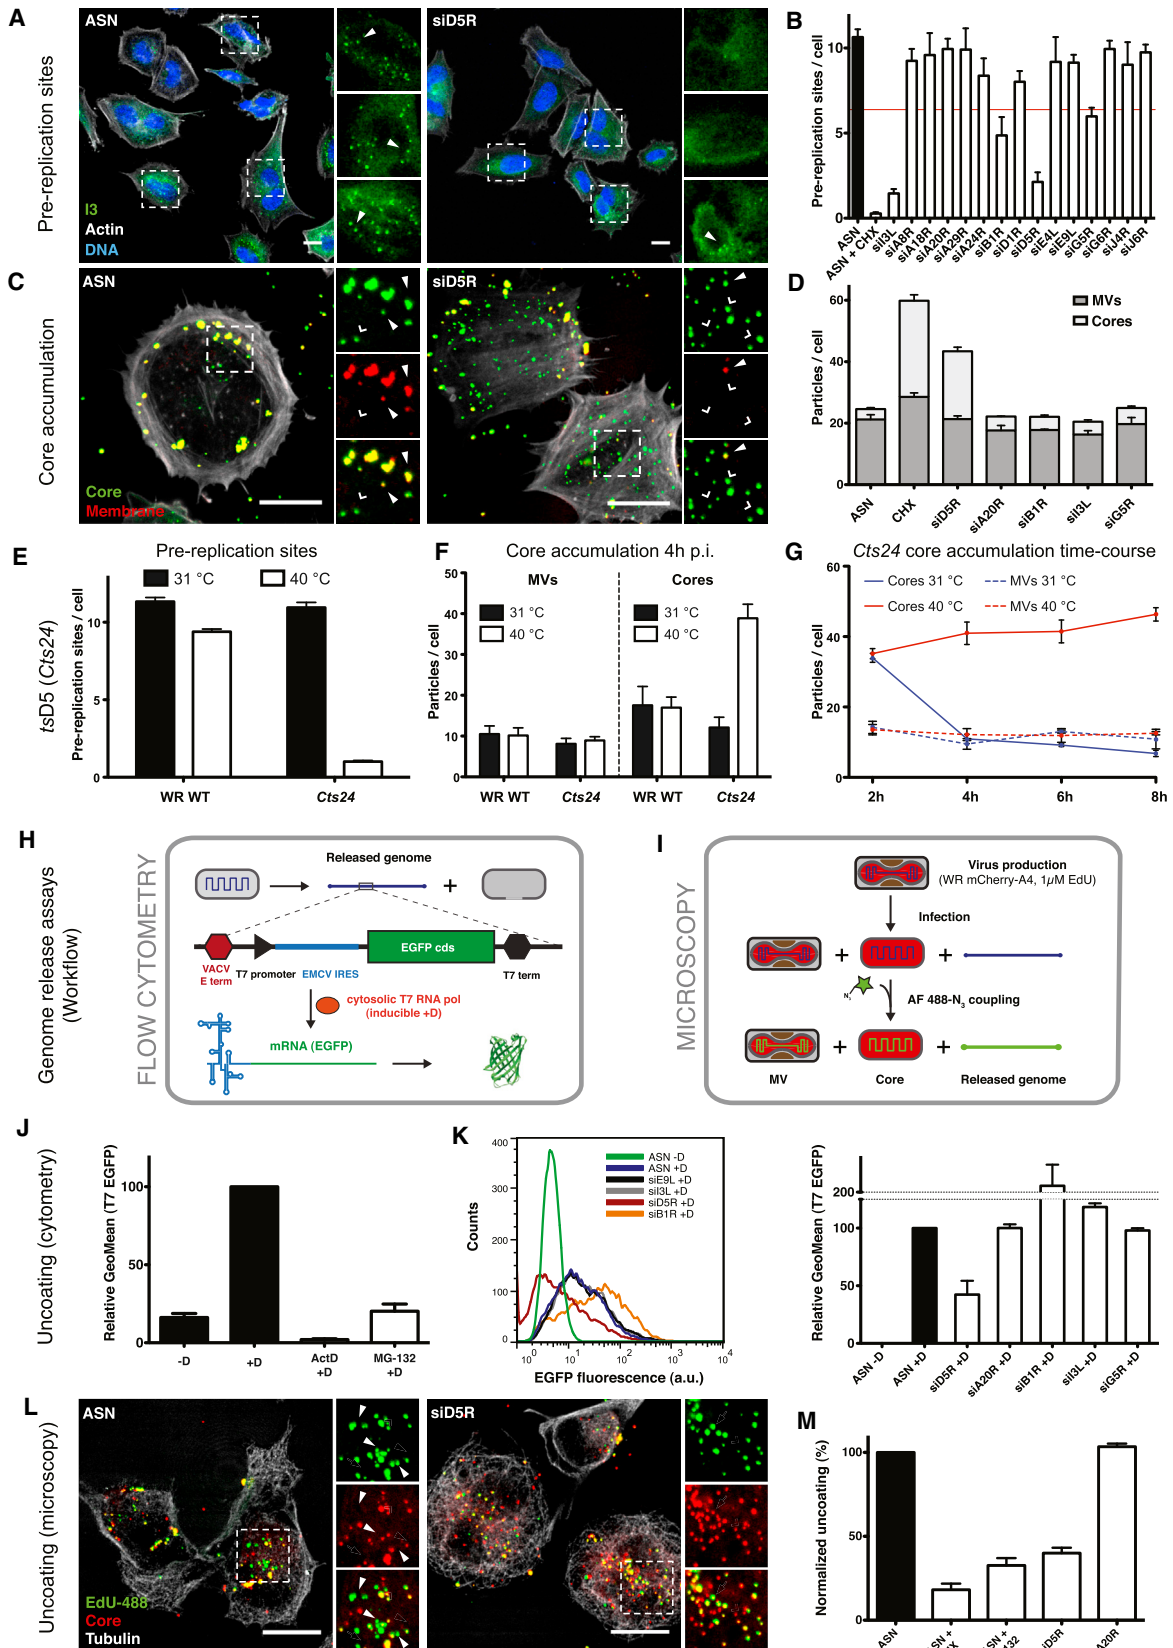 A
Pre-replication sites
ASN
I3
Actin
DNA
siD5R
B
Pre-replication sites / cell
10
5
0
ASN
ASN + CHX
siI3L
siA8R
siA18R
siA20R
siA29R
siA24R
siB1R
siD1R
siD5R
siE4L
siE9L
siG5R
siG6R
siJ4R
siJ6R
C
Core accumulation
ASN
Core
Membrane
siD5R
D
Particles / cell
60
40
20
0
MVs
Cores
ASN
CHX
siD5R
siA20R
siB1R
siI3L
siG5R
E
tsD5 (Cts24)
Pre-replication sites
31 °C
40 °C
Pre-replication sites / cell
10
5
0
WR WT
Cts24
F
Core accumulation 4h p.i.
MVs
Cores
31 °C
40 °C
31 °C
40 °C
Particles / cell
50
40
30
20
10
0
WR WT
Cts24
WR WT
Cts24
G
Cts24 core accumulation time-course
Cores 31 °C
MVs 31 °C
Cores 40 °C
MVs 40 °C
Particles / cell
60
40
20
0
2h
4h
6h
8h
Genome release assays
(Workflow)
H
FLOW CYTOMETRY
Released genome
+
EGFP cds
VACV
E term
T7 promoter
EMCV IRES
T7 term
cytosolic T7 RNA pol
(inducible +D)
mRNA (EGFP)
I
MICROSCOPY
Virus production
(WR mCherry-A4, 1µM EdU)
Infection
+
+
N3
AF 488-N3 coupling
+
+
MV
Core
Released genome
Uncoating (cytometry)
J
Relative GeoMean (T7 EGFP)
100
50
0
-D
+D
ActD
+D
MG-132
+D
K
Counts
400
300
200
100
0
ASN -D
ASN +D
siE9L +D
siI3L +D
siD5R +D
siB1R +D
10^0
10^1
10^2
10^3
10^4
EGFP fluorescence (a.u.)
Relative GeoMean (T7 EGFP)
200
100
50
0
ASN -D
ASN +D
siD5R +D
siA20R +D
siB1R +D
siI3L +D
siG5R +D
Uncoating (microscopy)
L
ASN
EdU-488
Core
Tubulin
siD5R
M
Normalized uncoating (%)
100
50
0
ASN